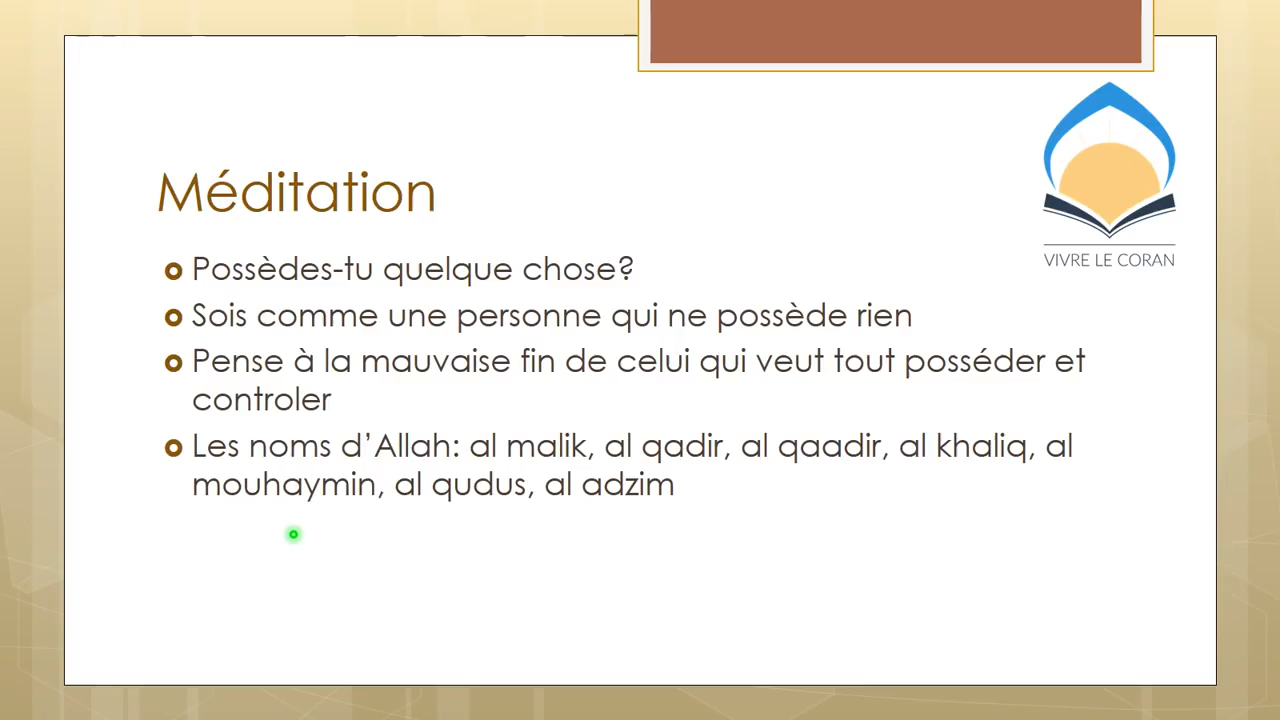 VIVRE LE CORAN
Méditation
Possèdes-tu quelque chose?
Sois comme une personne qui ne possède rien
Pense à la mauvaise fin de celui qui veut tout posséder et
controler
Les noms d’Allah: al malik, al qadir, al qaadir, al khaliq, al
mouhaymin, al qudus, al adzim